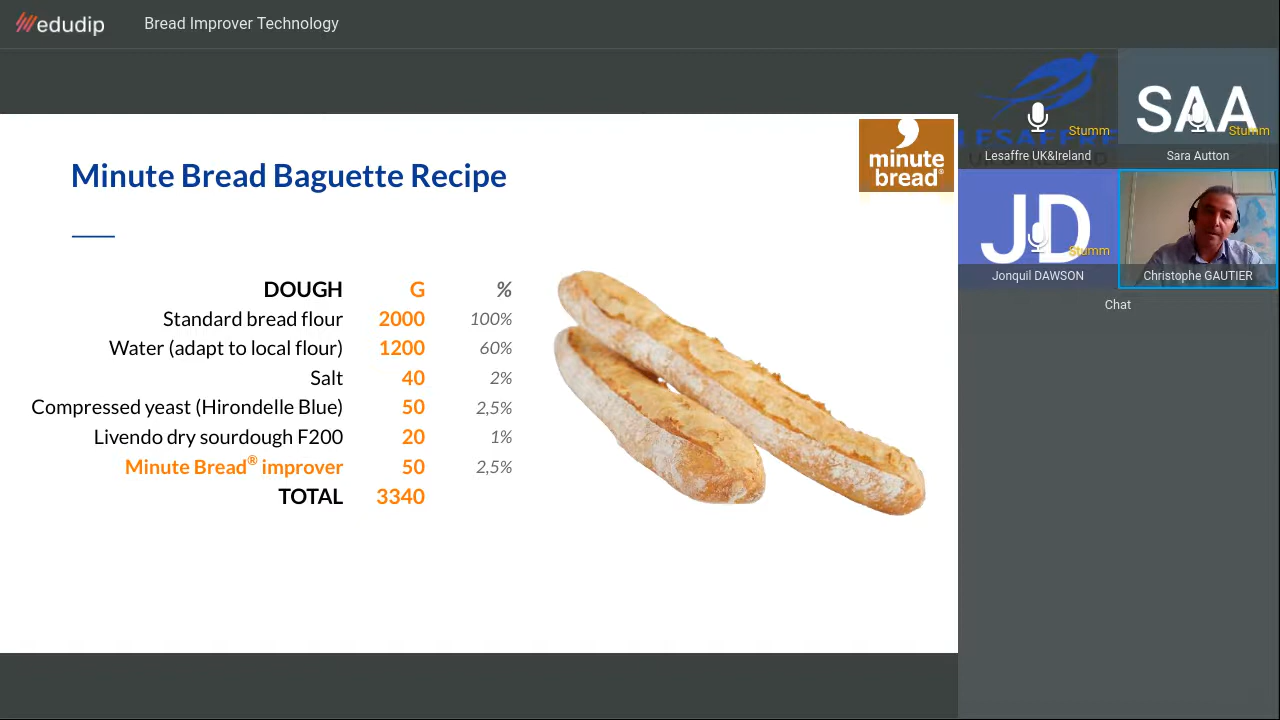 edudip
Bread Improver Technology
Minute Bread Baguette Recipe
minute
bread®
DOUGH G %
Standard bread flour 2000 100%
Water (adapt to local flour) 1200 60%
Salt 40 2%
Compressed yeast (Hirondelle Blue) 50 2,5%
Livendo dry sourdough F200 20 1%
Minute Bread® improver 50 2,5%
TOTAL 3340
LESAFFRE
Stumm
Lesaffre UK&Ireland
SAA
Stumm
Sara Autton
JD
Stumm
Jonquil DAWSON
Christophe GAUTIER
Chat